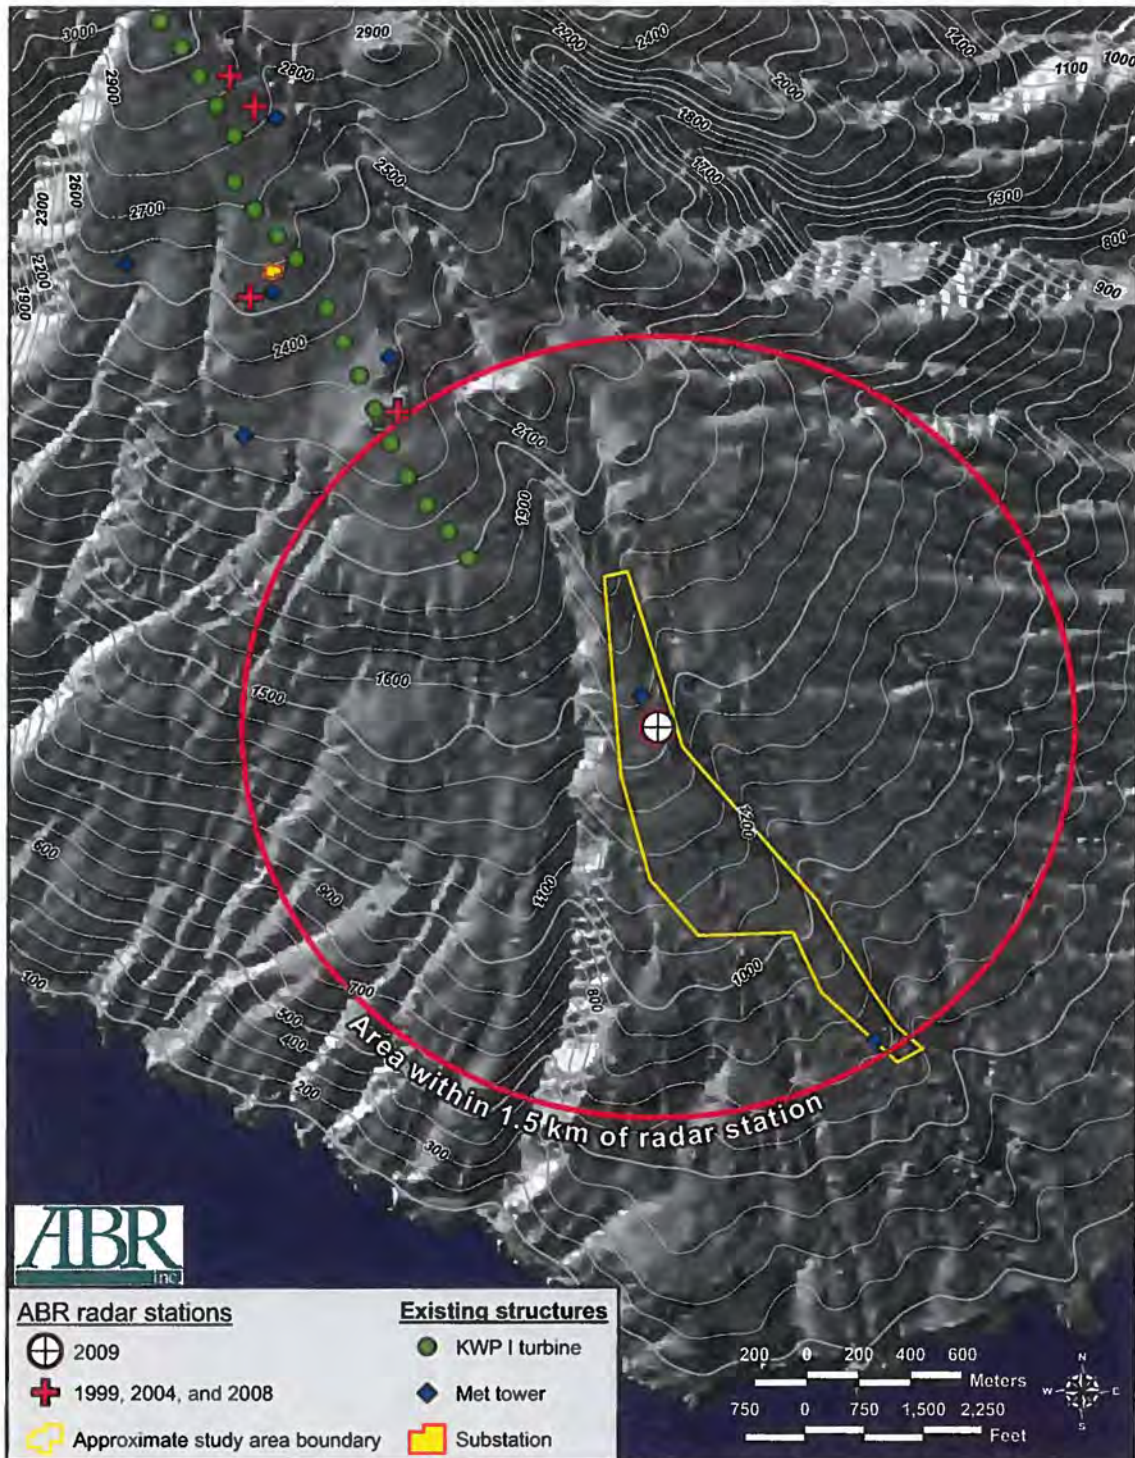 3000
2900
2200
2400
1400
1000
1100
2900
2800
2000
1800
2500
1700
2600
2300
2700
1300
800
2200
1900
900
2400
2100
1900
1600
1500
1200
600
900
1100
1000
100
700
800
500
400
200
300
Area within 1.5 km of radar station
ABR
inc.
ABR radar stations
2009
1999, 2004, and 2008
Approximate study area boundary
Existing structures
KWP I turbine
Met tower
Substation
200 0 200 400 600
Meters
750 0 750 1,500 2,250
Feet
N
W E
S